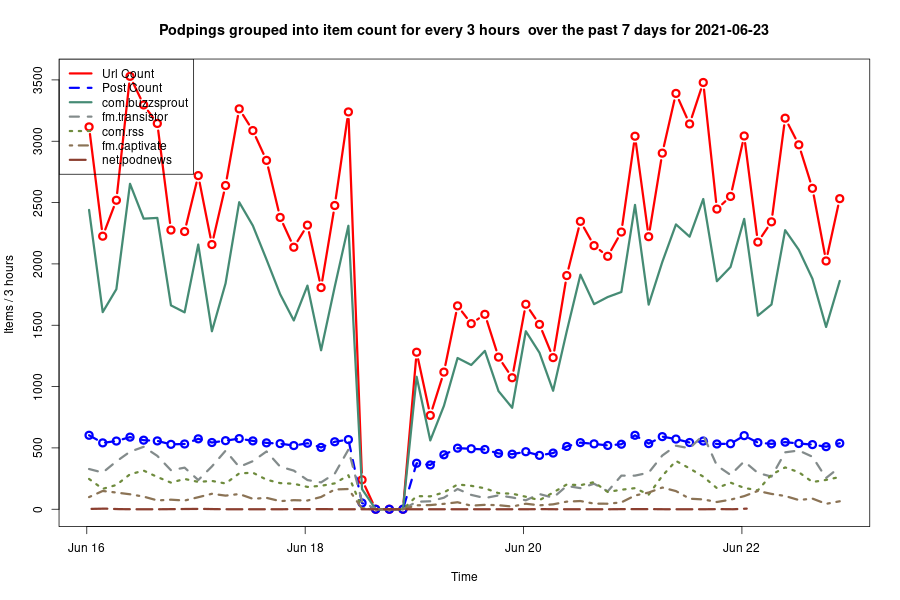 Podpings grouped into item count for every 3 hours  over the past 7 days for 2021-06-23
Url Count
Post Count
com.buzzsprout
fm.transistor
com.rss
fm.captivate
net.podnews
Items / 3 hours
3500
3000
2500
2000
1500
1000
500
0
Jun 16
Jun 18
Jun 20
Jun 22
Time